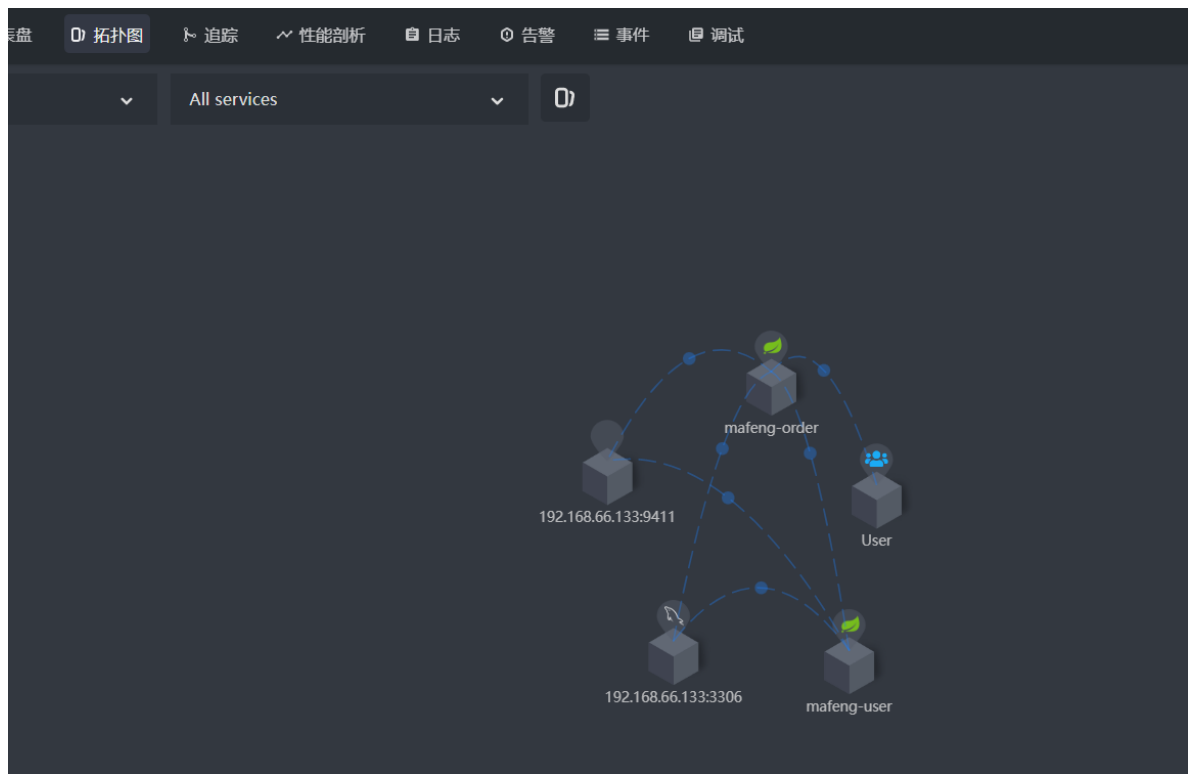 盘 拓扑图 追踪 性能剖析 日志 告警 事件 调试
All services
mafeng-order
192.168.66.133:9411
User
192.168.66.133:3306
mafeng-user